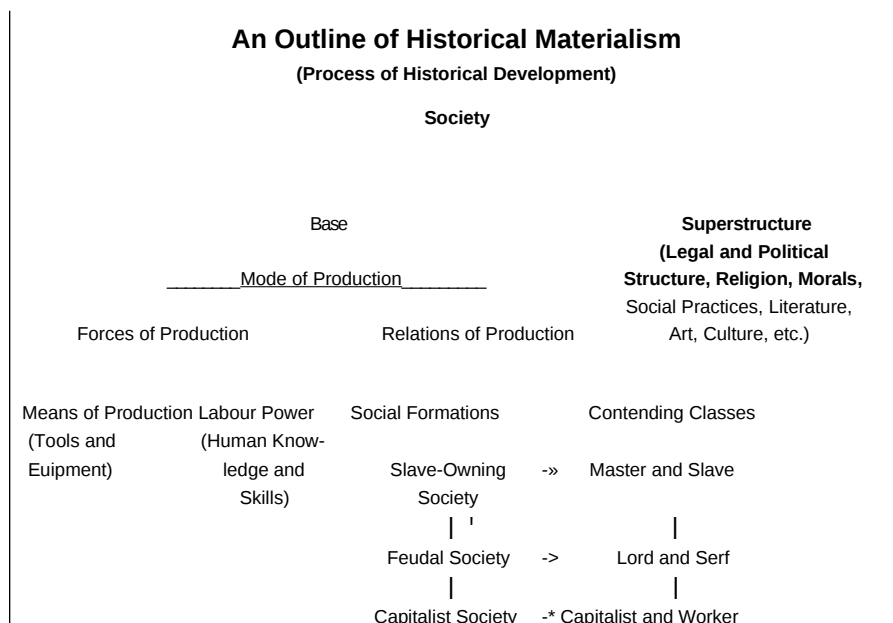 An Outline of Historical Materialism
(Process of Historical Development)
Society
Base
Superstructure
(Legal and Political
Structure, Religion, Morals,
Social Practices, Literature,
Art, Culture, etc.)
________Mode of Production_________
Forces of Production
Relations of Production
Means of Production Labour Power
(Tools and (Human Know-
Euipment) ledge and
Skills)
Social Formations Contending Classes
Slave-Owning -» Master and Slave
Society
| ' |
Feudal Society -> Lord and Serf
| |
Capitalist Society -* Capitalist and Worker